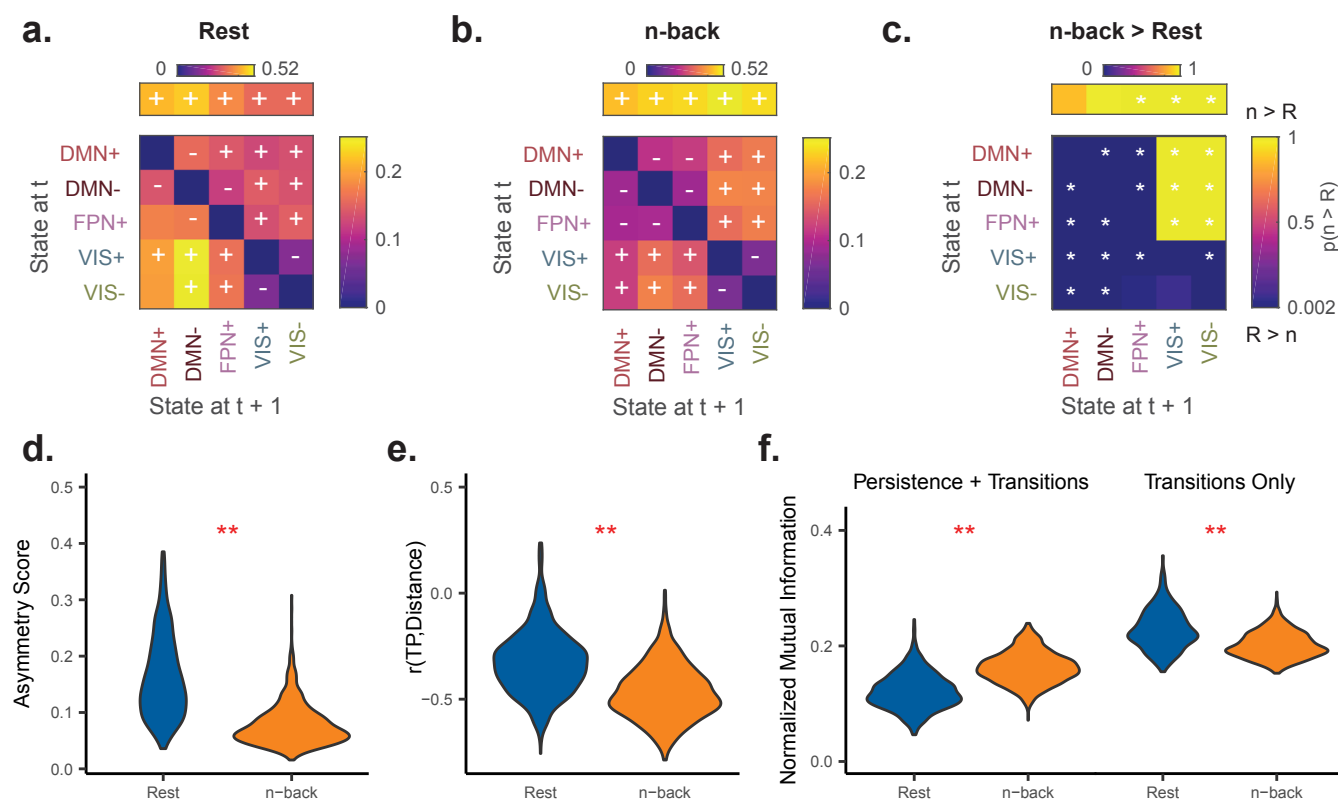 a.
Rest
0 0.52
+ + + + +
DMN+ - + + +
DMN- - - + +
FPN+ - + +
VIS+ + + + -
VIS- + + -
State at t
0.2
0.1
0
DMN+ DMN- FPN+ VIS+ VIS-
State at t + 1
b.
n-back
0 0.52
+ + + + +
DMN+ - - + +
DMN- - - + +
FPN+ - - + +
VIS+ + + + -
VIS- + + + -
State at t
0.2
0.1
0
DMN+ DMN- FPN+ VIS+ VIS-
State at t + 1
c.
n-back > Rest
0 1
* * *
n > R
DMN+ * * * *
DMN- * * * *
FPN+ * * * *
VIS+ * * * *
VIS- * *
State at t
1
0.5
0.002
p(n > R)
R > n
DMN+ DMN- FPN+ VIS+ VIS-
State at t + 1
d.
Asymmetry Score
0.5
0.4
0.3
0.2
0.1
0.0
**
Rest n−back
e.
r(TP,Distance)
0.5
0.0
−0.5
**
Rest n−back
f.
Persistence + Transitions Transitions Only
Normalized Mutual Information
0.4
0.2
0.0
** **
Rest n−back Rest n−back